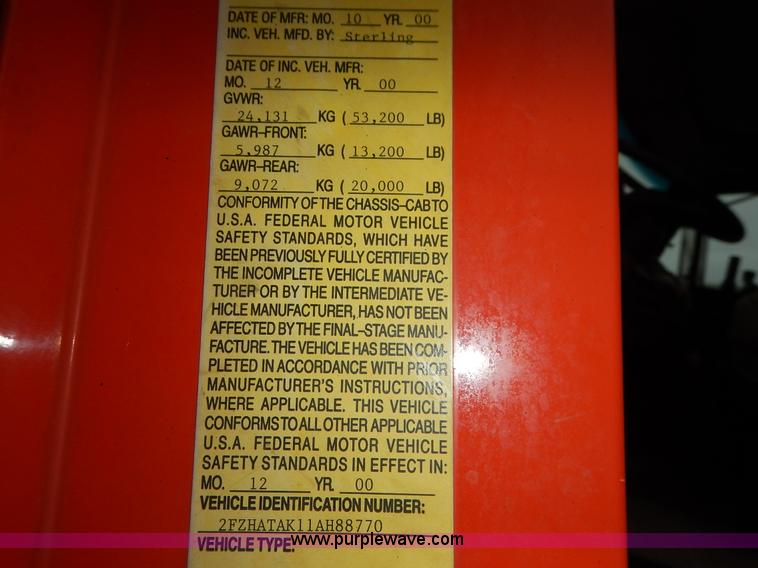 DATE OF MFR: MO. 10 YR. 00
INC. VEH. MFD. BY: Sterling
DATE OF INC. VEH. MFR:
MO. 12 YR. 00
GVWR:
24,131 KG ( 53,200 LB)
GAWR-FRONT:
5,987 KG ( 13,200 LB)
GAWR-REAR:
9,072 KG ( 20,000 LB)
CONFORMITY OF THE CHASSIS-CAB TO
U.S.A. FEDERAL MOTOR VEHICLE
SAFETY STANDARDS, WHICH HAVE
BEEN PREVIOUSLY FULLY CERTIFIED BY
THE INCOMPLETE VEHICLE MANUFAC-
TURER OR BY THE INTERMEDIATE VE-
HICLE MANUFACTURER, HAS NOT BEEN
AFFECTED BY THE FINAL-STAGE MANU-
FACTURE. THE VEHICLE HAS BEEN COM-
PLETED IN ACCORDANCE WITH PRIOR
MANUFACTURER'S INSTRUCTIONS,
WHERE APPLICABLE. THIS VEHICLE
CONFORMS TO ALL OTHER APPLICABLE
U.S.A. FEDERAL MOTOR VEHICLE
SAFETY STANDARDS IN EFFECT IN:
MO. 12 YR. 00
VEHICLE IDENTIFICATION NUMBER:
2FZHATAK11AH88770
www.purplewave.com
VEHICLE TYPE: